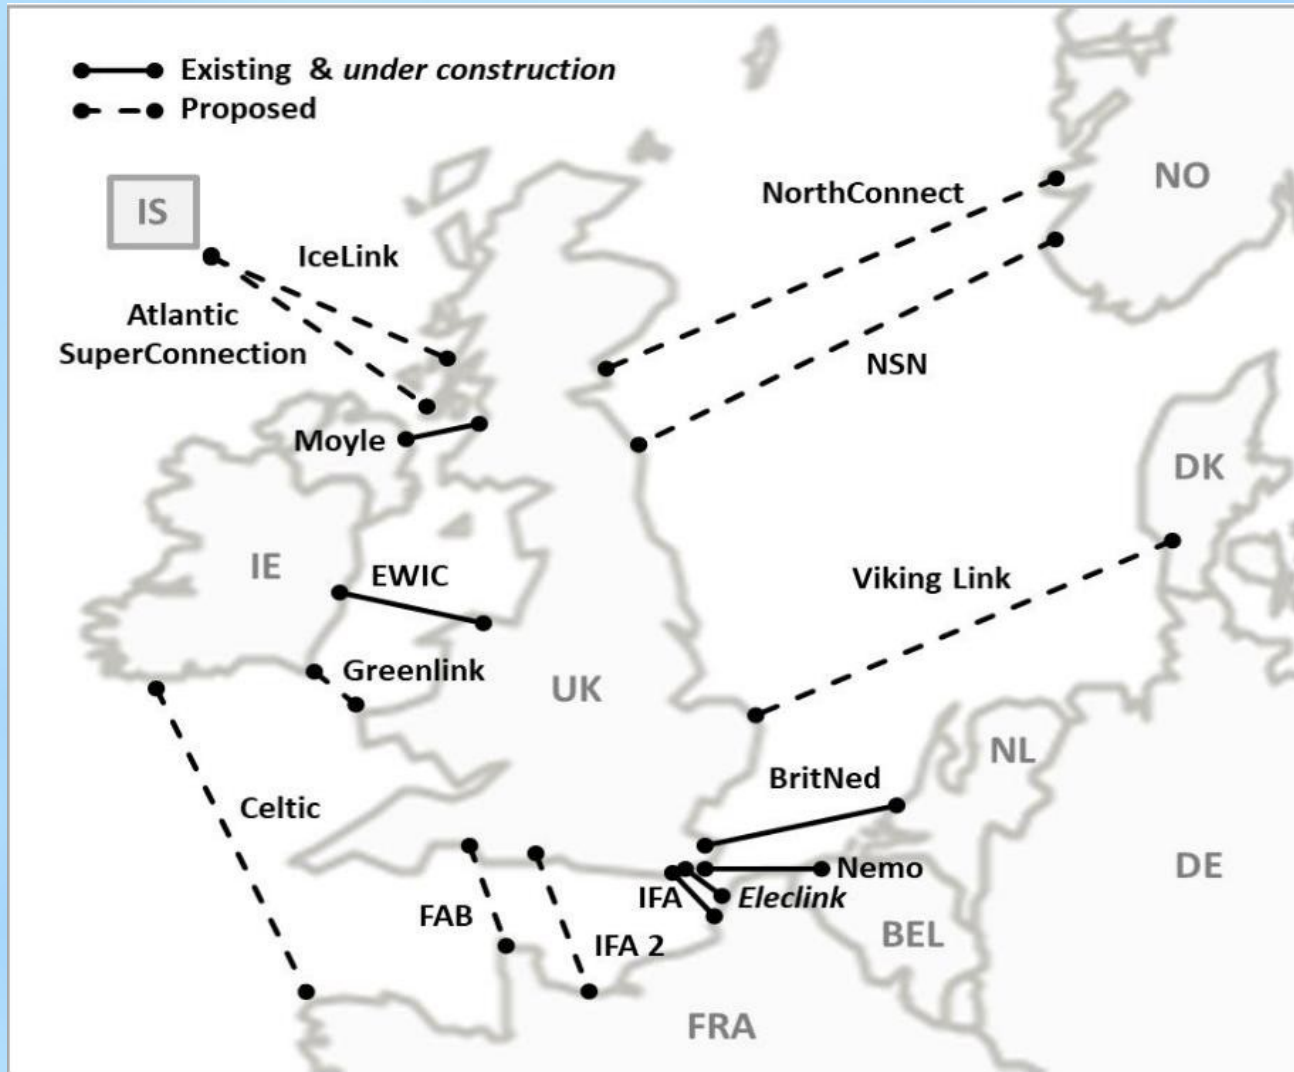 Existing & under construction
Proposed
IS
NO
NorthConnect
IceLink
Atlantic
SuperConnection
NSN
Moyle
DK
IE
EWIC
Viking Link
Greenlink
UK
NL
BritNed
Celtic
DE
Nemo
IFA
Eleclink
FAB
IFA 2
BEL
FRA